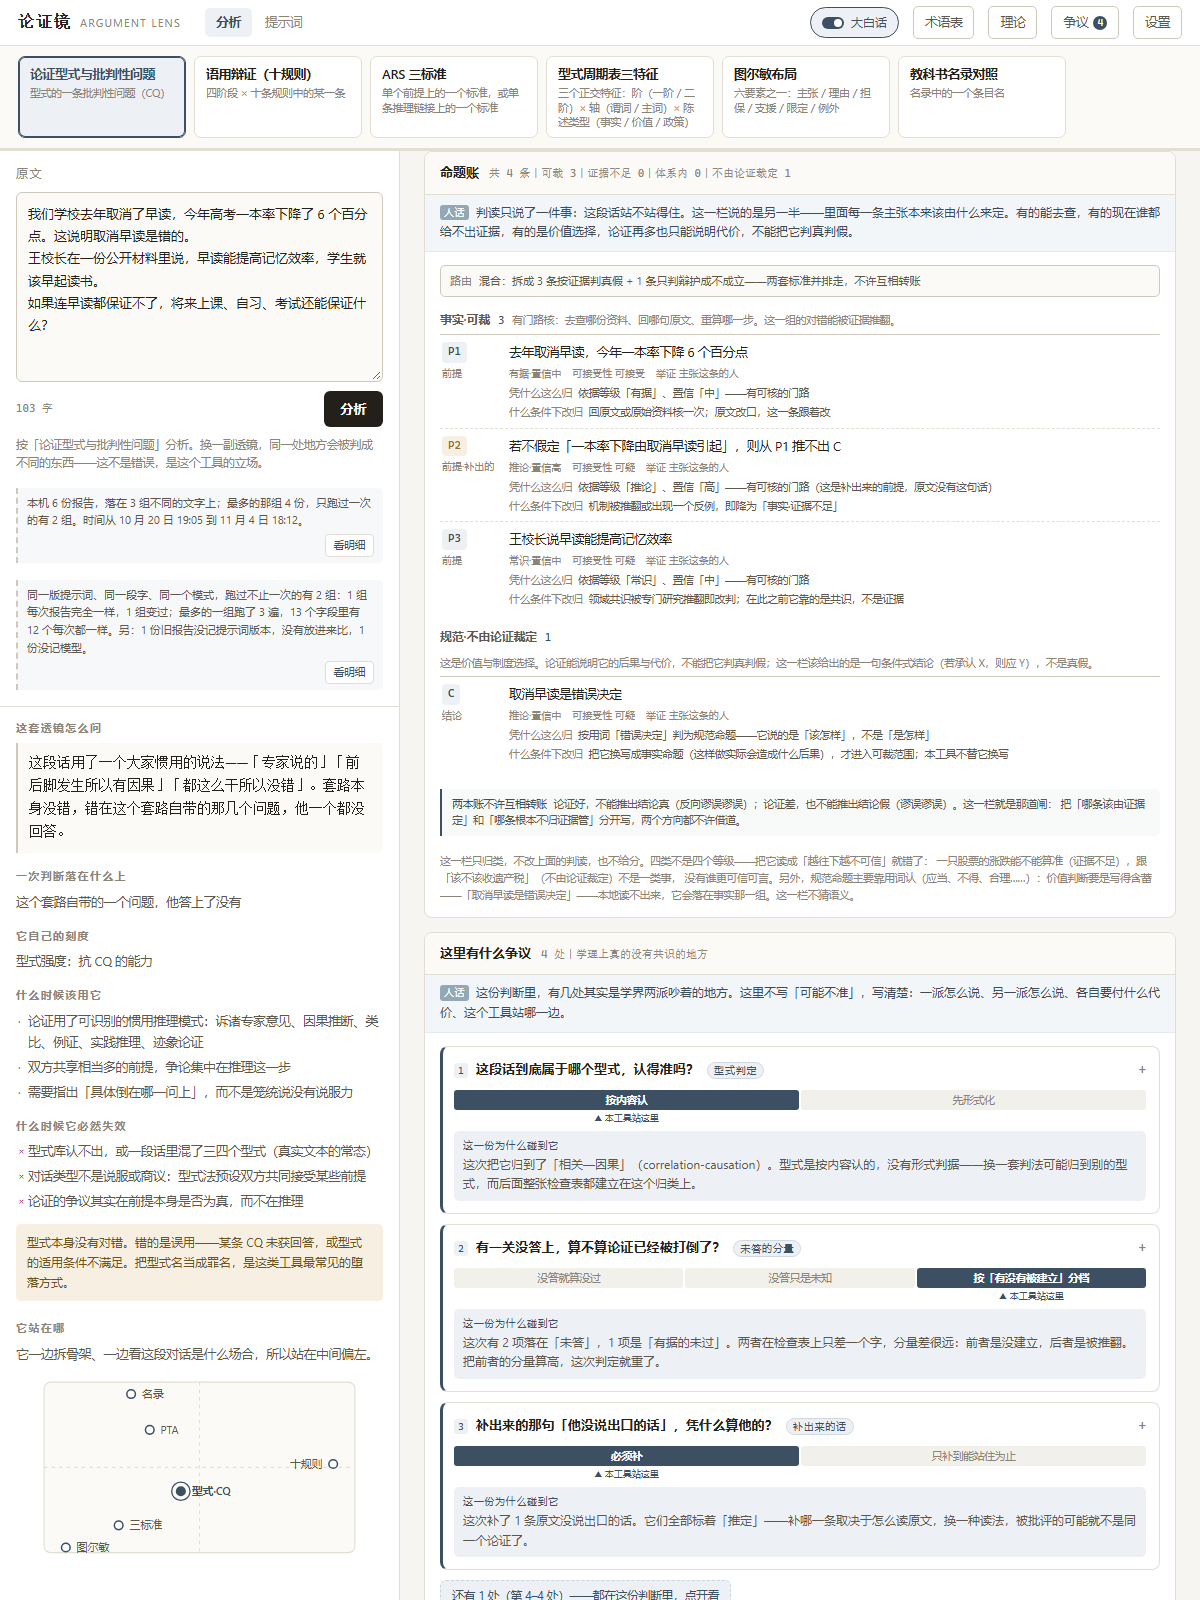 论证镜 ARGUMENT LENS 分析 提示词 大白话 术语表 理论 争议 4 设置
论证型式与批判性问题
型式的一条批判性问题（CQ）
语用辩证（十规则）
四阶段 × 十条规则中的某一条
ARS 三标准
单个前提上的一个标准，或单
条推理链接上的一个标准
型式周期表三特征
三个正交特征：阶（一阶 / 二
阶）× 轴（谓词 / 主词）× 陈
述类型（事实 / 价值 / 政策）
图尔敏布局
六要素之一：主张 / 理由 / 担
保 / 支援 / 限定 / 例外
教科书名录对照
名录中的一个条目名
原文
我们学校去年取消了早读，今年高考一本率下降了 6 个百分
点。这说明取消早读是错的。
王校长在一份公开材料里说，早读能提高记忆效率，学生就
该早起读书。
如果连早读都保证不了，将来上课、自习、考试还能保证什
么？
103 字
分析
按「论证型式与批判性问题」分析。换一副透镜，同一处地方会被判成
不同的东西——这不是错误，是这个工具的立场。
本机 6 份报告，落在 3 组不同的文字上；最多的那组 4 份，只跑过一次
的有 2 组。时间从 10 月 20 日 19:05 到 11 月 4 日 18:12。
看明细
同一版提示词、同一段字、同一个模式，跑过不止一次的有 2 组：1 组
每次报告完全一样，1 组变过；最多的一组跑了 3 遍，13 个字段里有
12 个每次都一样。另：1 份旧报告没记提示词版本，没有放进来比，1
份没记模型。
看明细
这套透镜怎么问
这段话用了一个大家惯用的说法——「专家说的」「前
后脚发生所以有因果」「都这么干所以没错」。套路本
身没错，错在这个套路自带的那几个问题，他一个都没
回答。
一次判断落在什么上
这个套路自带的一个问题，他答上了没有
它自己的刻度
型式强度：抗 CQ 的能力
什么时候该用它
· 论证用了可识别的惯用推理模式：诉诸专家意见、因果推断、类
比、例证、实践推理、迹象论证
· 双方共享相当多的前提，争论集中在推理这一步
· 需要指出「具体倒在哪一问上」，而不是笼统说没有说服力
什么时候它必然失效
× 型式库认不出，或一段话里混了三四个型式（真实文本的常态）
× 对话类型不是说服或商议：型式法预设双方共同接受某些前提
× 论证的争议其实在前提本身是否为真，而不在推理
型式本身没有对错。错的是误用——某条 CQ 未获回答，或型式
的适用条件不满足。把型式名当成罪名，是这类工具最常见的堕
落方式。
它站在哪
它一边拆骨架、一边看这段对话是什么场合，所以站在中间偏左。
名录
PTA
十规则
型式·CQ
三标准
图尔敏
命题账 共 4 条｜可裁 3｜证据不足 0｜体系内 0｜不由论证裁定 1
人话 判读只说了一件事：这段话站不站得住。这一栏说的是另一半——里面每一条主张本来该由什么来定。有的能去查，有的现在谁都
给不出证据，有的是价值选择，论证再多也只能说明代价，不能把它判真判假。
路由 混合：拆成 3 条按证据判真假 + 1 条只判辩护成不成立——两套标准并排走，不许互相转账
事实·可裁 3 有门路核：去查哪份资料、回哪句原文、重算哪一步。这一组的对错能被证据推翻。
P1
前提
去年取消早读，今年一本率下降 6 个百分点
有据·置信中 可接受性 可接受 举证 主张这条的人
凭什么这么归 依据等级「有据」、置信「中」——有可核的门路
什么条件下改归 回原文或原始资料核一次；原文改口，这一条跟着改
P2
前提·补出的
若不假定「一本率下降由取消早读引起」，则从 P1 推不出 C
推论·置信高 可接受性 可疑 举证 主张这条的人
凭什么这么归 依据等级「推论」、置信「高」——有可核的门路（这是补出来的前提，原文没有这句话）
什么条件下改归 机制被推翻或出现一个反例，即降为「事实·证据不足」
P3
前提
王校长说早读能提高记忆效率
常识·置信中 可接受性 可疑 举证 主张这条的人
凭什么这么归 依据等级「常识」、置信「中」——有可核的门路
什么条件下改归 领域共识被专门研究推翻即改判；在此之前它靠的是共识，不是证据
规范·不由论证裁定 1
这是价值与制度选择。论证能说明它的后果与代价，不能把它判真判假；这一栏该给出的是一句条件式结论（若承认 X，则应 Y），不是真假。
C
结论
取消早读是错误决定
推论·置信中 可接受性 可疑 举证 主张这条的人
凭什么这么归 按用词「错误决定」判为规范命题——它说的是「该怎样」，不是「是怎样」
什么条件下改归 把它换写成事实命题（这样做实际会造成什么后果），才进入可裁范围；本工具不替它换写
两本账不许互相转账 论证好，不能推出结论真（反向谬误谬误）；论证差，也不能推出结论假（谬误谬误）。这一栏就是那道闸： 把「哪条该由证据
定」和「哪条根本不归证据管」分开写，两个方向都不许借道。
这一栏只归类，不改上面的判读，也不给分。四类不是四个等级——把它读成「越往下越不可信」就错了： 一只股票的涨跌能不能算准（证据不足），跟
「该不该收遗产税」（不由论证裁定）不是一类事， 没有谁更可信可言。另外，规范命题主要靠用词认（应当、不得、合理……）：价值判断要是写得含蓄
——「取消早读是错误决定」——本地读不出来，它会落在事实那一组。这一栏不猜语义。
这里有什么争议 4 处｜学理上真的没有共识的地方
人话 这份判断里，有几处其实是学界两派吵着的地方。这里不写「可能不准」，写清楚：一派怎么说、另一派怎么说、各自要付什么代
价、这个工具站哪一边。
1 这段话到底属于哪个型式，认得准吗？ 型式判定 +
按内容认 先形式化
▲ 本工具站这里
这一份为什么碰到它
这次把它归到了「相关—因果」（correlation-causation）。型式是按内容认的，没有形式判据——换一套判法可能归到别的型
式，而后面整张检查表都建立在这个归类上。
2 有一关没答上，算不算论证已经被打倒了？ 未答的分量 +
没答就算没过 没答只是未知 按「有没有被建立」分档
▲ 本工具站这里
这一份为什么碰到它
这次有 2 项落在「未答」，1 项是「有据的未过」。两者在检查表上只差一个字，分量差很远：前者是没建立，后者是被推翻。
把前者的分量算高，这次判定就重了。
3 补出来的那句「他没说出口的话」，凭什么算他的？ 补出来的话 +
必须补 只补到能站住为止
▲ 本工具站这里
这一份为什么碰到它
这次补了 1 条原文没说出口的话。它们全部标着「推定」——补哪一条取决于怎么读原文，换一种读法，被批评的可能就不是同
一个论证了。
还有 1 处（第 4–4 处）——都在这份判断里，点开看